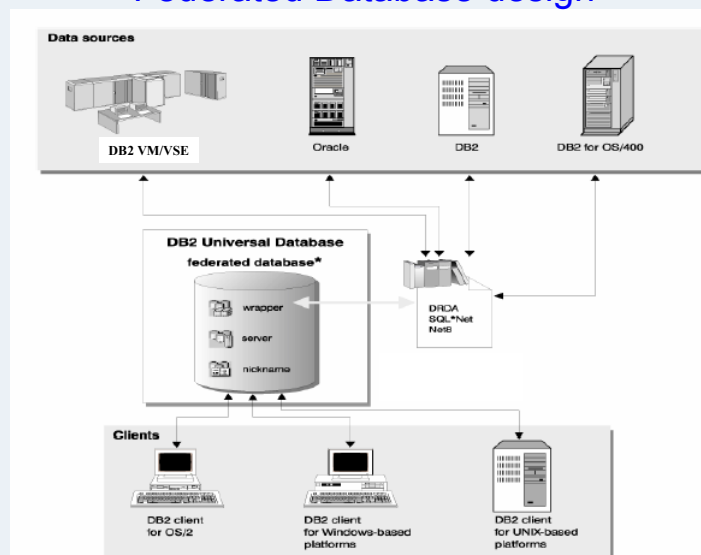 Federated Database design
Data sources
DB2 VM/VSE
Oracle
DB2
DB2 for OS/400
DB2 Universal Database
federated database*
wrapper
server
nickname
DRDA
SQL*Net
Net8
Clients
DB2 client
for OS/2
DB2 client
for Windows-based
platforms
DB2 client
for UNIX-based
platforms